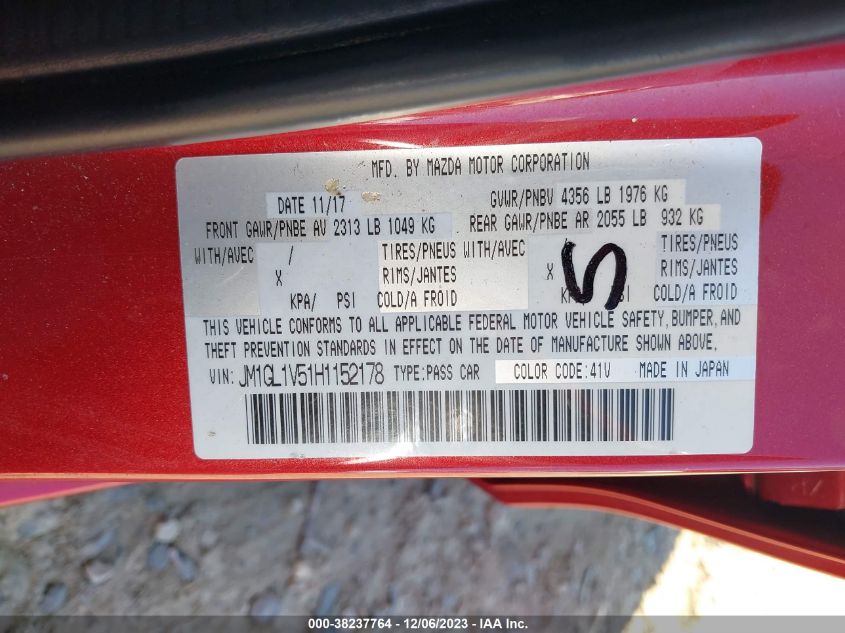 MFD. BY MAZDA MOTOR CORPORATION
DATE 11/17 GVWR/PNBV 4356 LB 1976 KG
FRONT GAWR/PNBE AV 2313 LB 1049 KG REAR GAWR/PNBE AR 2055 LB 932 KG
WITH/AVEC / TIRES/PNEUS WITH/AVEC TIRES/PNEUS
X RIMS/JANTES X RIMS/JANTES
KPA/ PSI COLD/A FROID COLD/A FROID
5
THIS VEHICLE CONFORMS TO ALL APPLICABLE FEDERAL MOTOR VEHICLE SAFETY, BUMPER, AND
THEFT PREVENTION STANDARDS IN EFFECT ON THE DATE OF MANUFACTURE SHOWN ABOVE.
VIN: JM1GL1V51H1152178 TYPE:PASS CAR COLOR CODE:41V MADE IN JAPAN
000-38237764 - 12/06/2023 - IAAI.COM